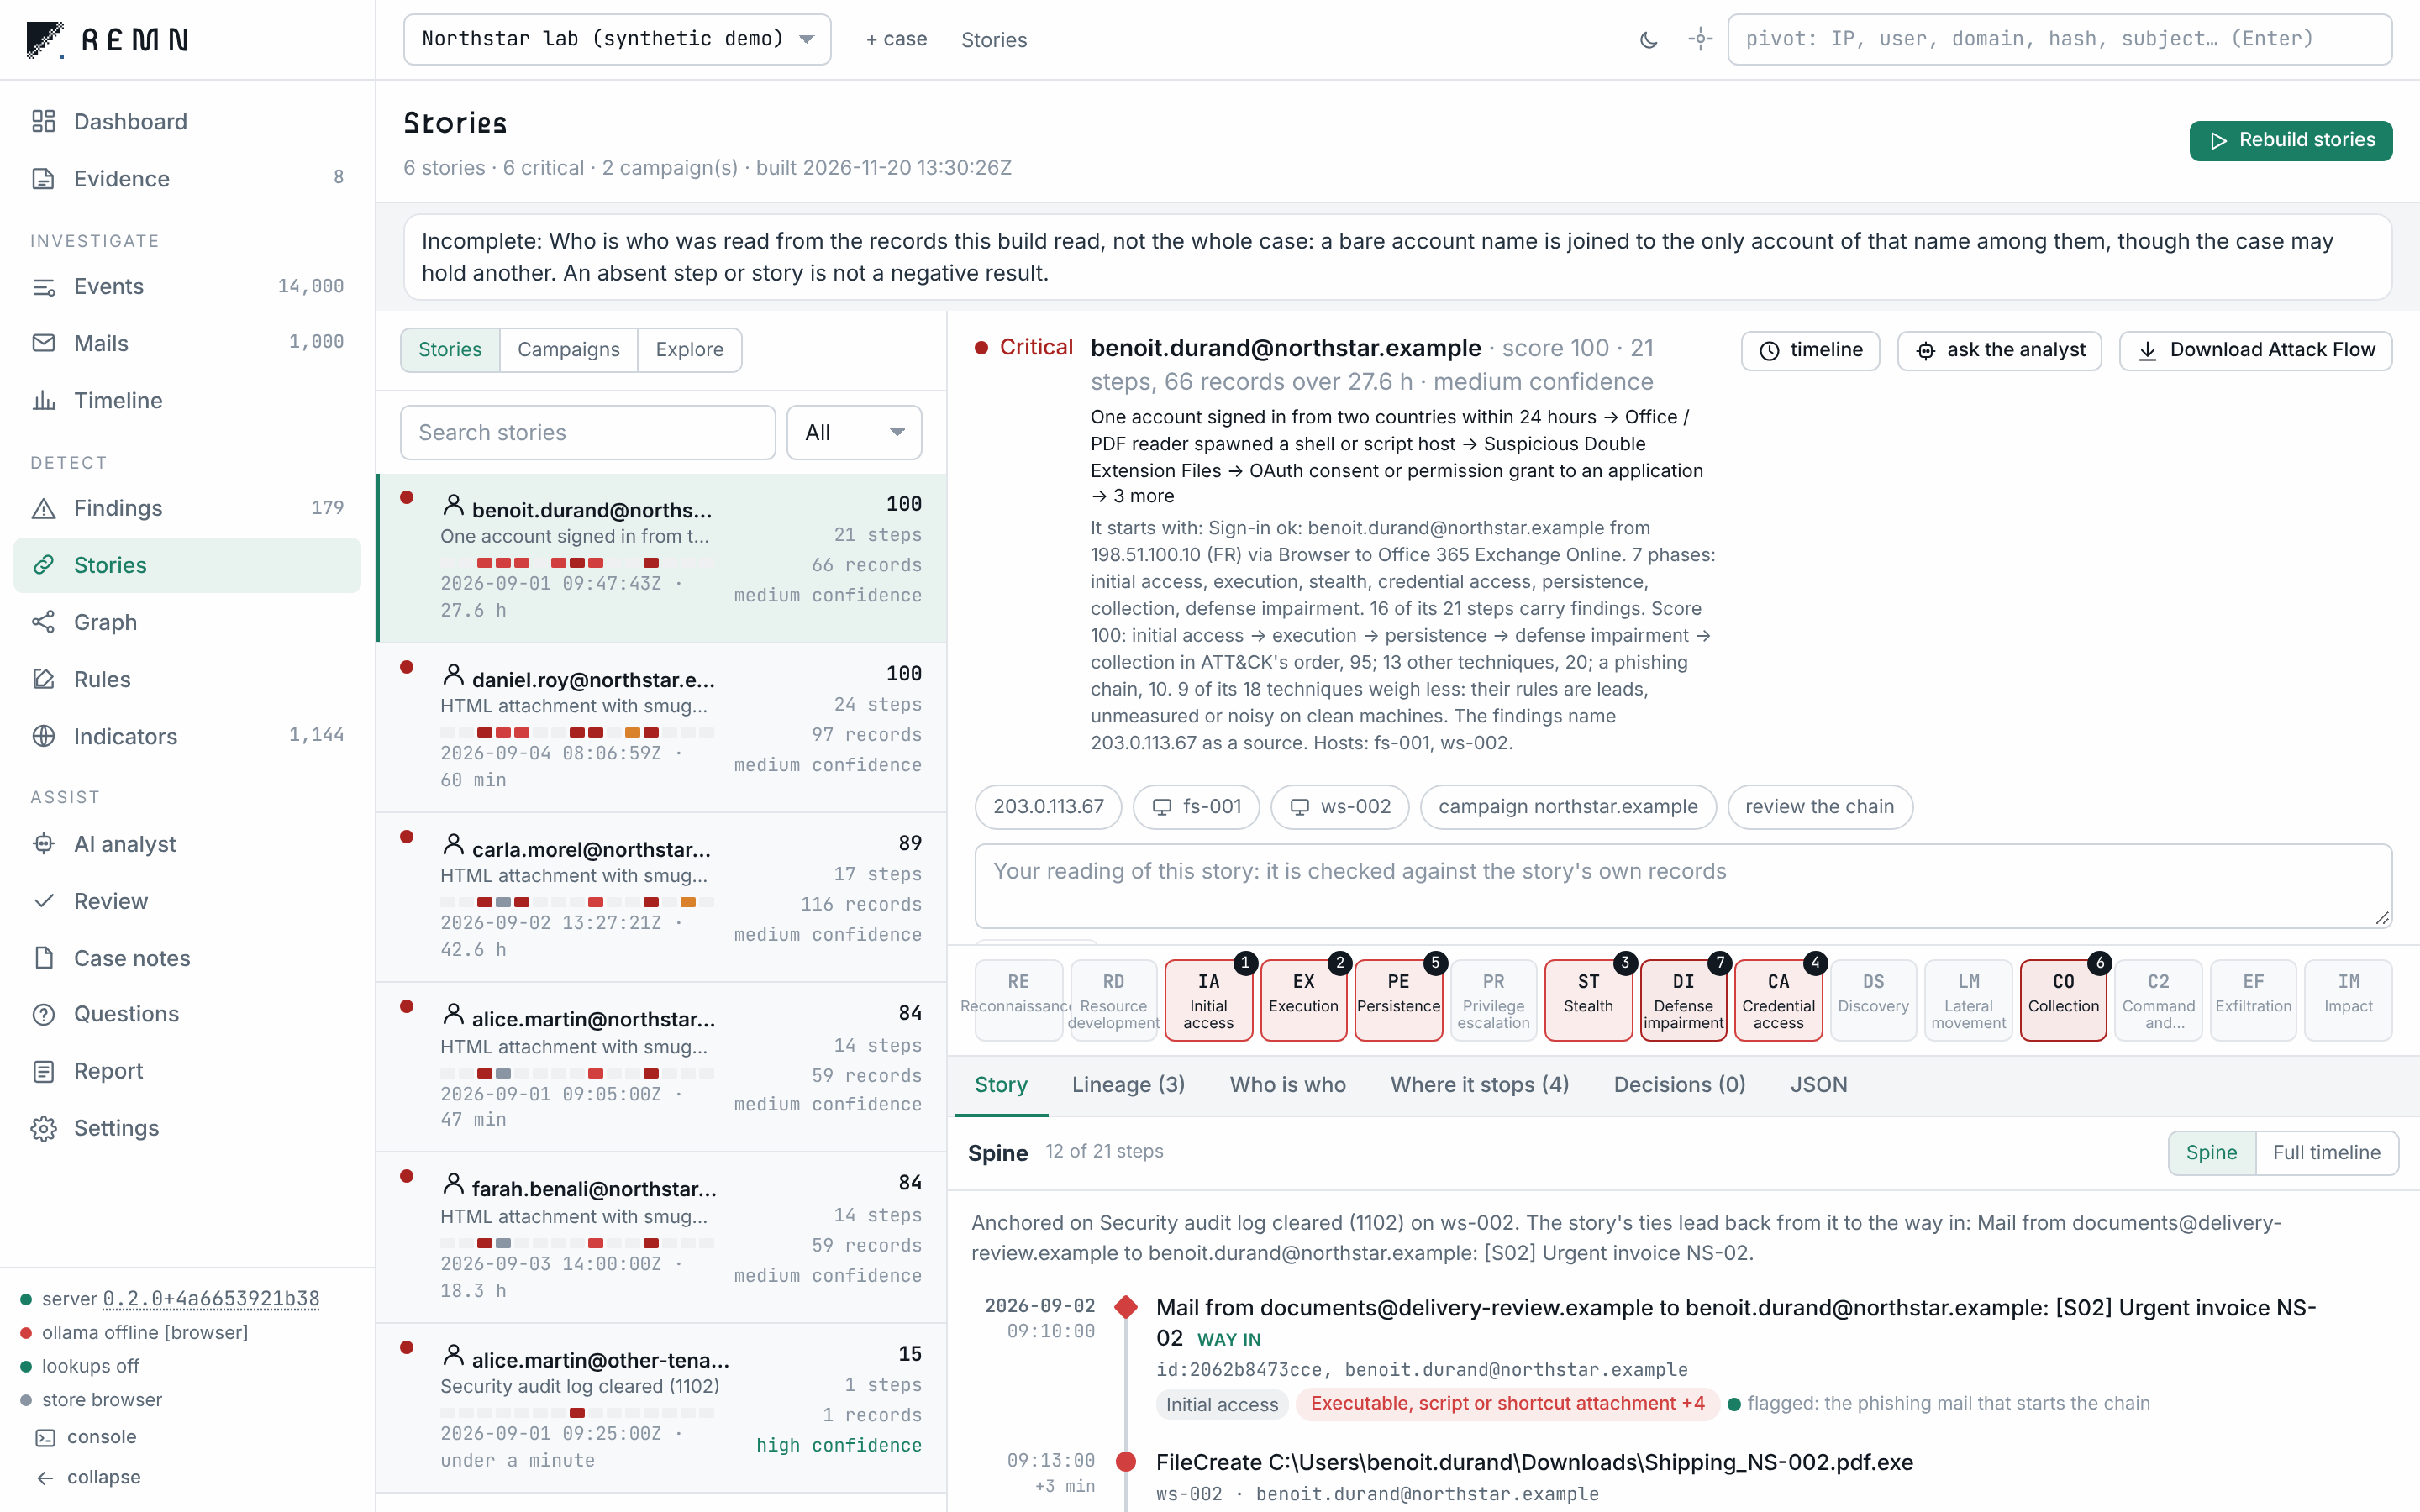 REMN
Northstar lab (synthetic demo)
+ case
Stories
pivot: IP, user, domain, hash, subject… (Enter)
Dashboard
Evidence 8
INVESTIGATE
Events 14,000
Mails 1,000
Timeline
DETECT
Findings 179
Stories
Graph
Rules
Indicators 1,144
ASSIST
AI analyst
Review
Case notes
Questions
Report
Settings
server 0.2.0+4a6653921b38
ollama offline [browser]
lookups off
store browser
console
collapse
Stories
6 stories · 6 critical · 2 campaign(s) · built 2026-11-20 13:30:26Z
Rebuild stories
Incomplete: Who is who was read from the records this build read, not the whole case: a bare account name is joined to the only account of that name among them, though the case may
hold another. An absent step or story is not a negative result.
Stories Campaigns Explore
Search stories
All
benoit.durand@norths… 100
One account signed in from t… 21 steps
66 records
2026-09-01 09:47:43Z · medium confidence
27.6 h
daniel.roy@northstar.e… 100
HTML attachment with smug… 24 steps
97 records
2026-09-04 08:06:59Z · medium confidence
60 min
carla.morel@northstar… 89
HTML attachment with smug… 17 steps
116 records
2026-09-02 13:27:21Z · medium confidence
42.6 h
alice.martin@northstar… 84
HTML attachment with smug… 14 steps
59 records
2026-09-01 09:05:00Z · medium confidence
47 min
farah.benali@northstar… 84
HTML attachment with smug… 14 steps
59 records
2026-09-03 14:00:00Z · medium confidence
18.3 h
alice.martin@other-tena… 15
Security audit log cleared (1102) 1 steps
1 records
2026-09-01 09:25:00Z · high confidence
under a minute
Critical benoit.durand@northstar.example · score 100 · 21
steps, 66 records over 27.6 h · medium confidence
timeline
ask the analyst
Download Attack Flow
One account signed in from two countries within 24 hours → Office /
PDF reader spawned a shell or script host → Suspicious Double
Extension Files → OAuth consent or permission grant to an application
→ 3 more
It starts with: Sign-in ok: benoit.durand@northstar.example from
198.51.100.10 (FR) via Browser to Office 365 Exchange Online. 7 phases:
initial access, execution, stealth, credential access, persistence,
collection, defense impairment. 16 of its 21 steps carry findings. Score
100: initial access → execution → persistence → defense impairment →
collection in ATT&CK's order, 95; 13 other techniques, 20; a phishing
chain, 10. 9 of its 18 techniques weigh less: their rules are leads,
unmeasured or noisy on clean machines. The findings name
203.0.113.67 as a source. Hosts: fs-001, ws-002.
203.0.113.67 fs-001 ws-002 campaign northstar.example review the chain
Your reading of this story: it is checked against the story's own records
RE Reconnaissance
RD Resource development
1 IA Initial access
2 EX Execution
5 PE Persistence
PR Privilege escalation
3 ST Stealth
7 DI Defense impairment
4 CA Credential access
DS Discovery
LM Lateral movement
6 CO Collection
C2 Command and…
EF Exfiltration
IM Impact
Story Lineage (3) Who is who Where it stops (4) Decisions (0) JSON
Spine 12 of 21 steps
Spine Full timeline
Anchored on Security audit log cleared (1102) on ws-002. The story's ties lead back from it to the way in: Mail from documents@delivery-
review.example to benoit.durand@northstar.example: [S02] Urgent invoice NS-02.
2026-09-02 Mail from documents@delivery-review.example to benoit.durand@northstar.example: [S02] Urgent invoice NS-
09:10:00 02 WAY IN
id:2062b8473cce, benoit.durand@northstar.example
Initial access Executable, script or shortcut attachment +4 flagged: the phishing mail that starts the chain
09:13:00 FileCreate C:\Users\benoit.durand\Downloads\Shipping_NS-002.pdf.exe
+3 min ws-002 · benoit.durand@northstar.example